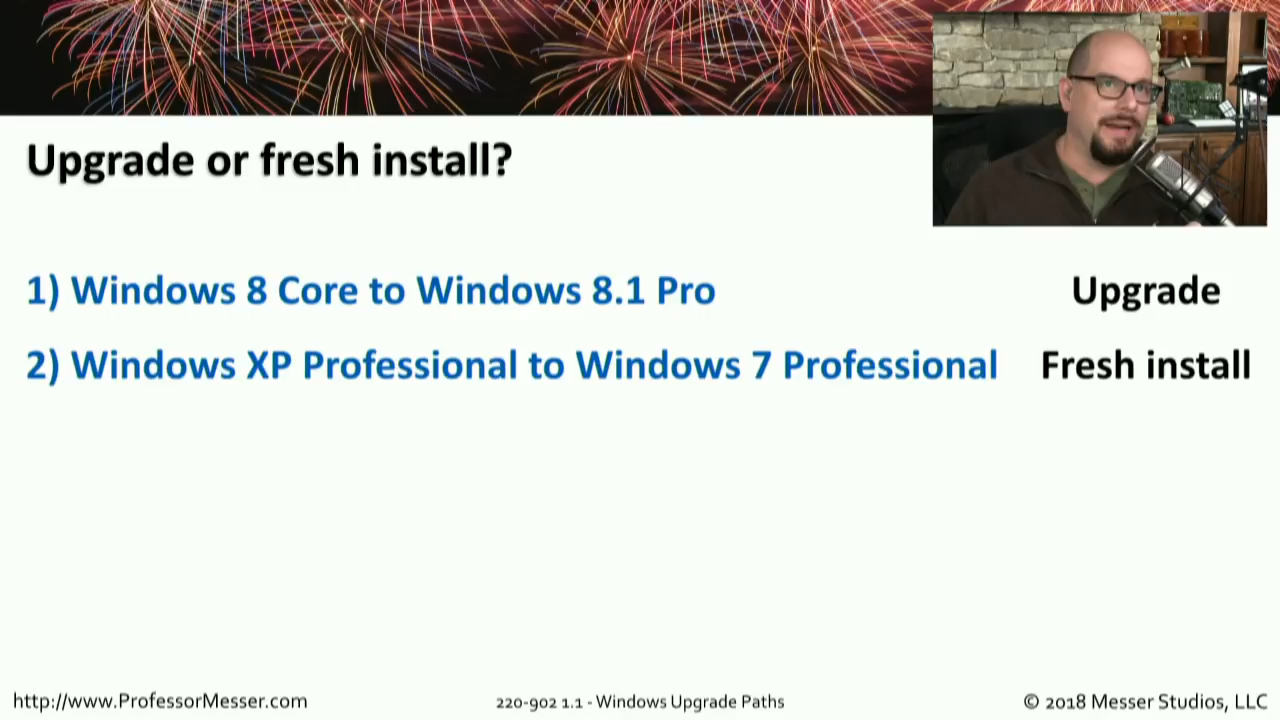 Upgrade or fresh install?
1) Windows 8 Core to Windows 8.1 Pro Upgrade
2) Windows XP Professional to Windows 7 Professional Fresh install
http://www.ProfessorMesser.com 220-902 1.1 - Windows Upgrade Paths © 2018 Messer Studios, LLC